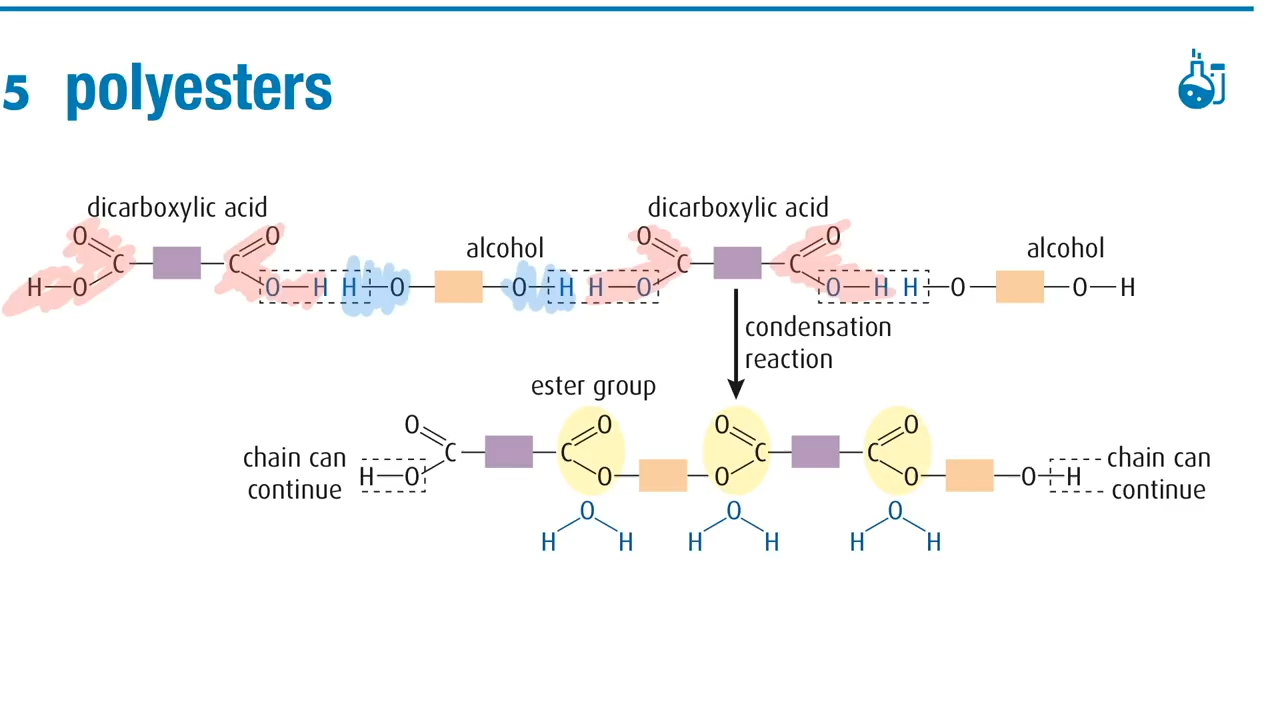 5 polyesters
dicarboxylic acid
dicarboxylic acid
alcohol
alcohol
O O O O
C C C C
H—O O—H H—O O—H H—O O—H H—O O—H
condensation
reaction
ester group
O O O O
C C C C
chain can
continue
H—O O O O O—H
chain can
continue
O O O
H H H H H H